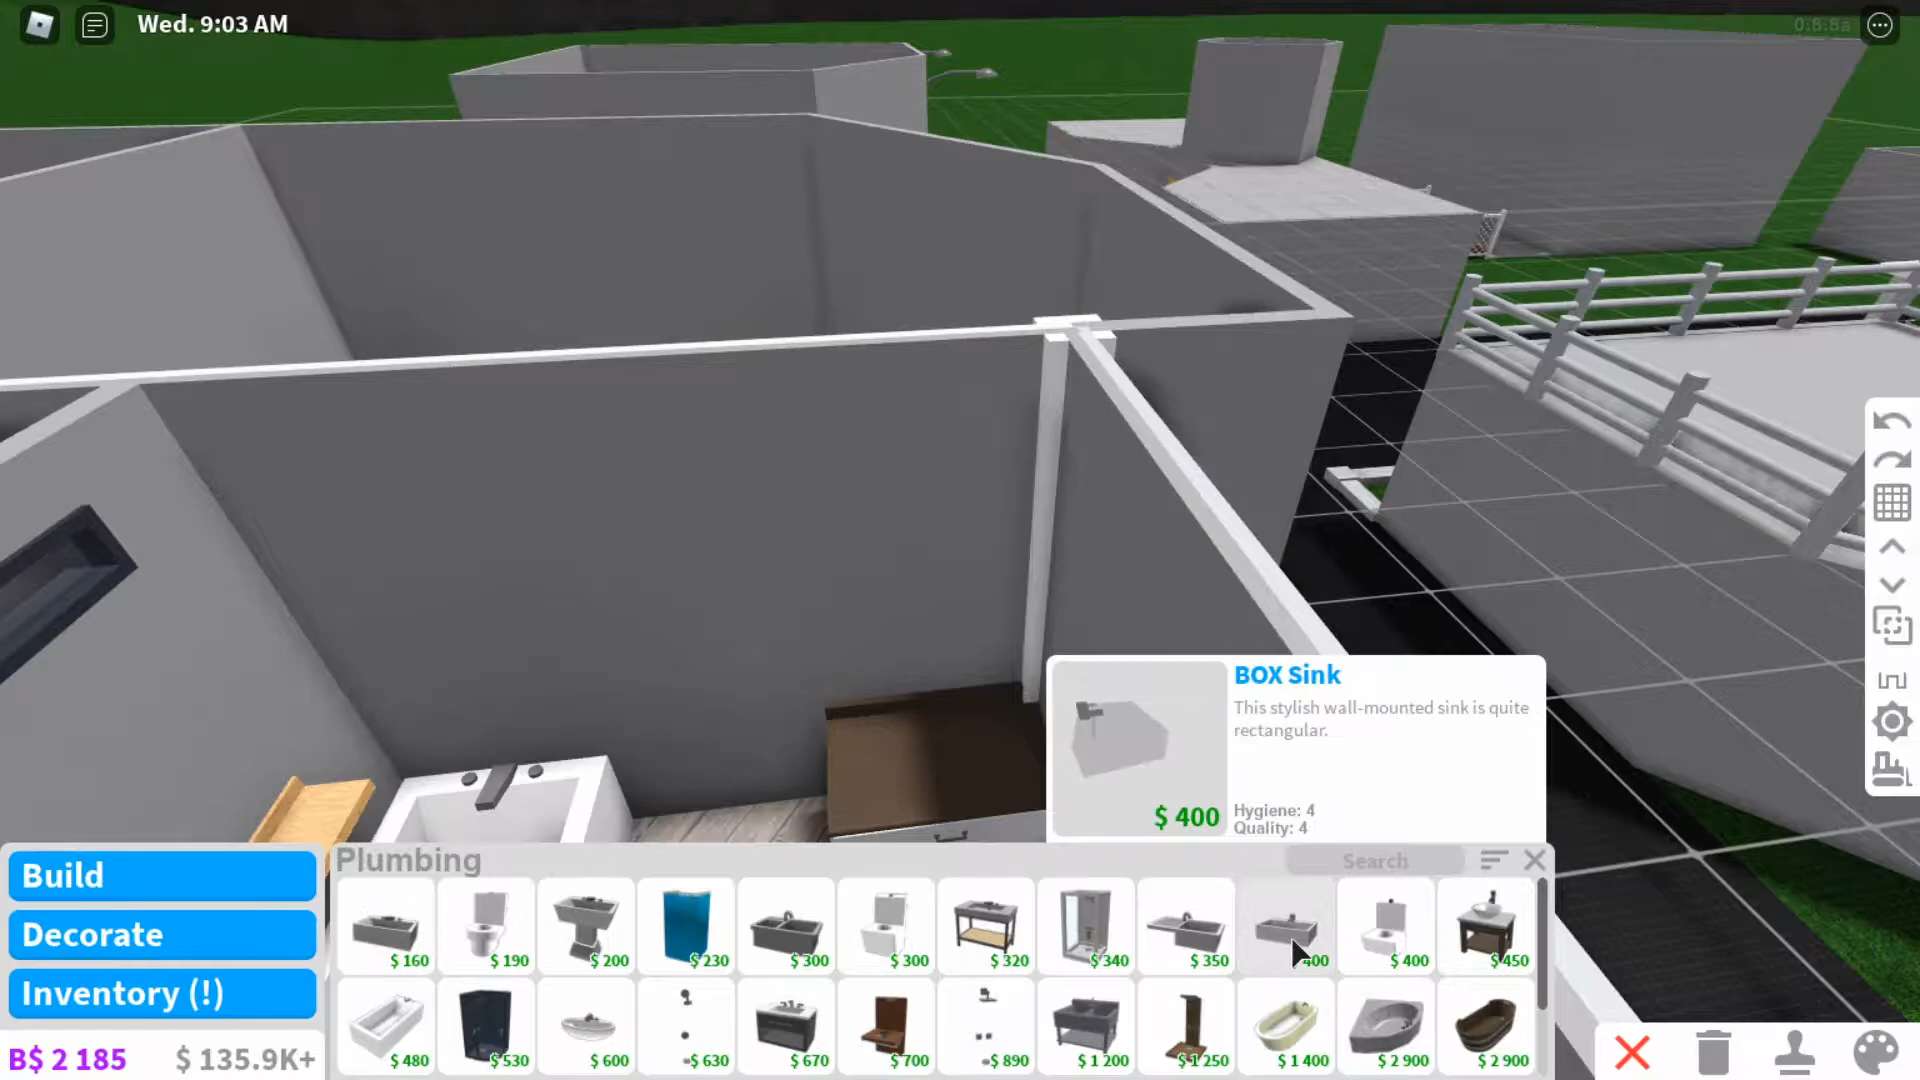 Wed. 9:03 AM
BOX Sink
This stylish wall-mounted sink is quite
rectangular.
$ 400
Hygiene: 4
Quality: 4
Build
Decorate
Inventory (!)
B$ 2 185
$ 135.9K+
Plumbing
Search
$ 160
$ 190
$ 200
$ 230
$ 300
$ 300
$ 320
$ 340
$ 350
400
$ 400
$ 450
$ 480
$ 530
$ 600
$ 630
$ 670
$ 700
$ 890
$ 1 200
$ 1 250
$ 1 400
$ 2 900
$ 2 900